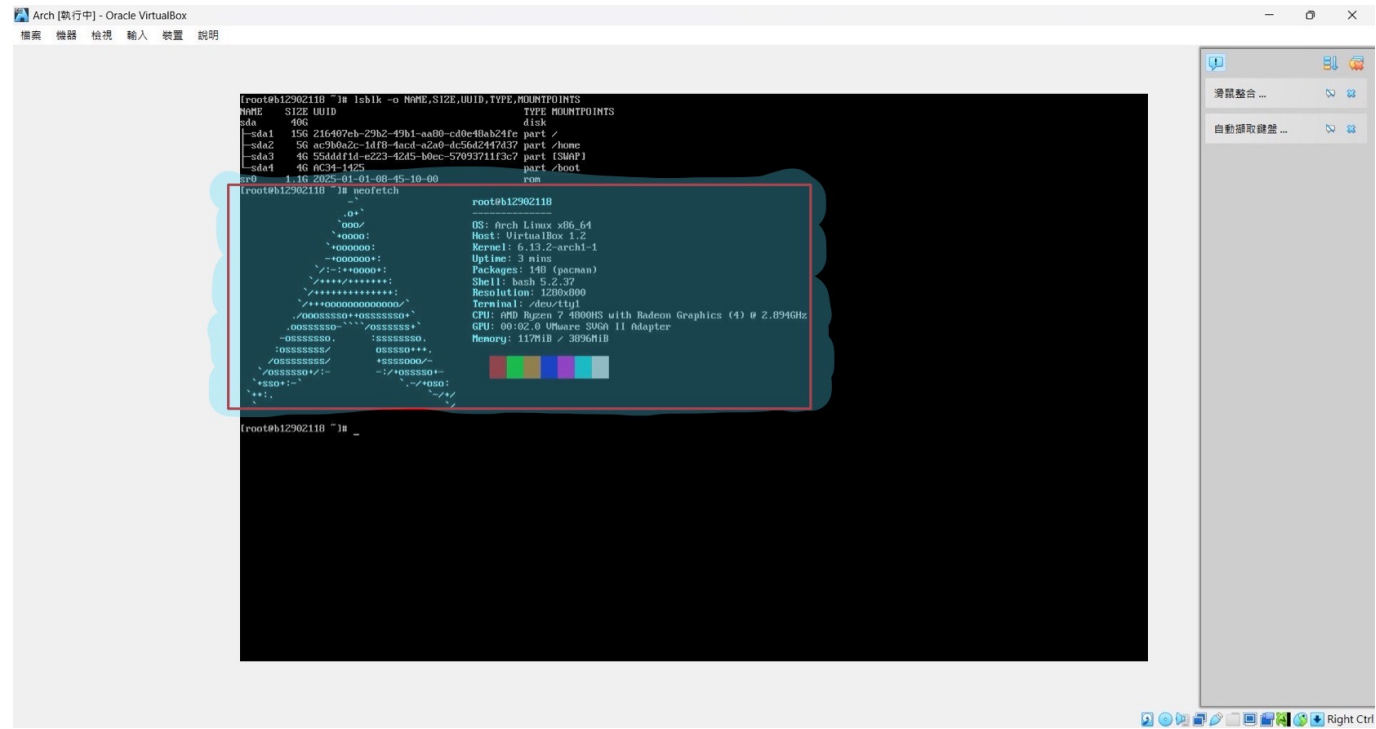 Arch [執行中] - Oracle VirtualBox
檔案 機器 檢視 輸入 裝置 說明
滑鼠整合 ...
自動擷取鍵盤 ...
[root@b12902118 ~]# lsblk -o NAME,SIZE,UUID,TYPE,MOUNTPOINTS
NAME SIZE UUID TYPE MOUNTPOINTS
sda 40G disk
├─sda1 15G 216407eb-29b2-49b1-aa80-cd0e48ab24fe part /
├─sda2 5G ac9b0a2c-1df8-4acd-a2a0-dc56d2447d37 part /home
├─sda3 4G 55dddf1d-e223-42d5-b0ec-57093711f3c7 part [SWAP]
└─sda4 4G AC34-1425 part /boot
sr0 1.1G 2025-01-01-08-45-10-00 rom
[root@b12902118 ~]# neofetch
root@b12902118
--------------
OS: Arch Linux x86_64
Host: VirtualBox 1.2
Kernel: 6.13.2-arch1-1
Uptime: 3 mins
Packages: 148 (pacman)
Shell: bash 5.2.37
Resolution: 1280x800
Terminal: /dev/tty1
CPU: AMD Ryzen 7 4800HS with Radeon Graphics (4) @ 2.894GHz
GPU: 00:02.0 VMware SVGA II Adapter
Memory: 117MiB / 3896MiB
[root@b12902118 ~]# _
Right Ctrl